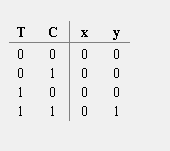 T C x y
0 0 0 0
0 1 0 0
1 0 0 0
1 1 0 1